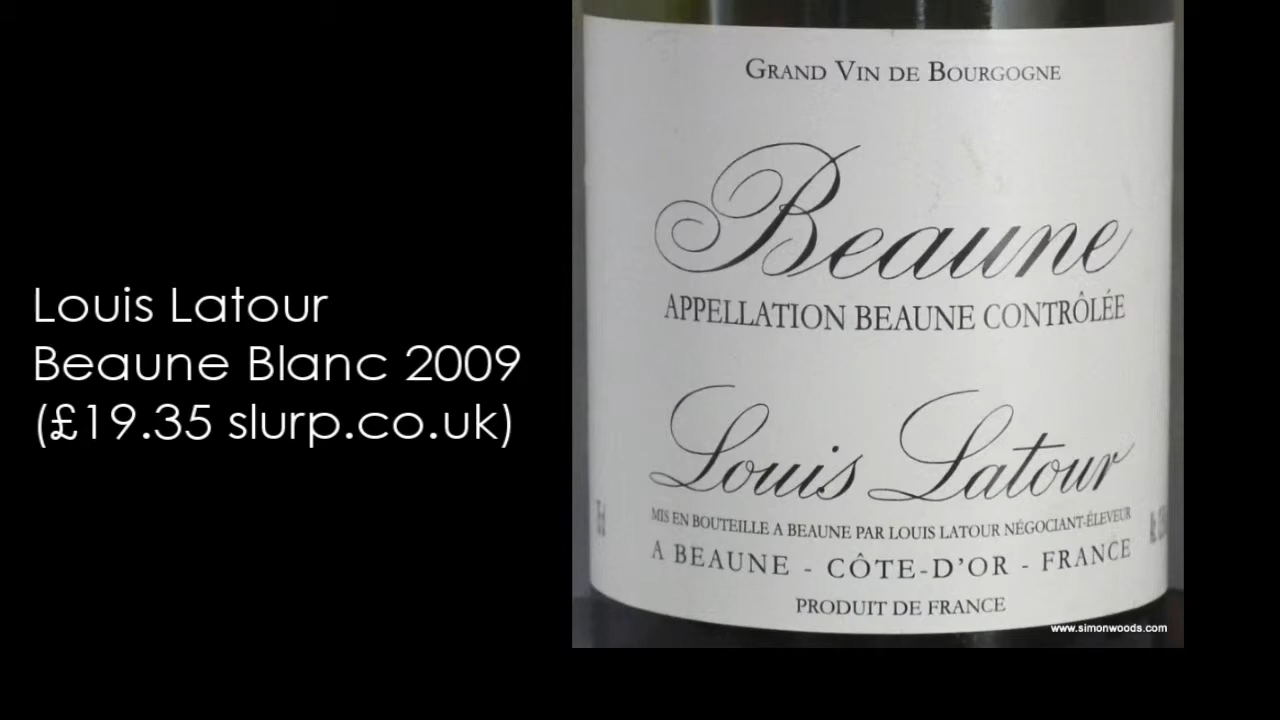 Louis Latour
Beaune Blanc 2009
(£19.35 slurp.co.uk)
GRAND VIN DE BOURGOGNE
Beaune
APPELLATION BEAUNE CONTRÔLÉE
Louis Latour
MIS EN BOUTEILLE A BEAUNE PAR LOUIS LATOUR NÉGOCIANT-ÉLEVEUR
A BEAUNE - CÔTE-D'OR - FRANCE
PRODUIT DE FRANCE
www.simonwoods.com